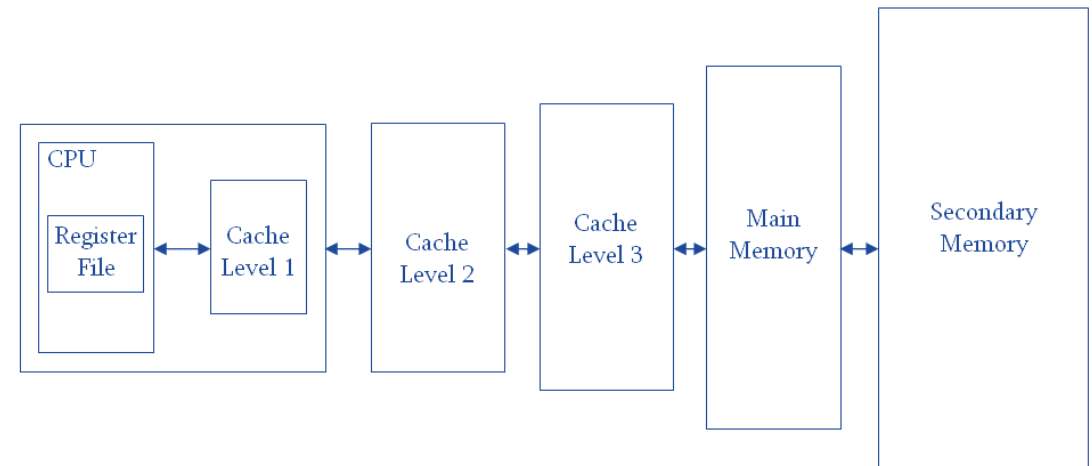 CPU
Register
File
Cache
Level 1
Cache
Level 2
Cache
Level 3
Main
Memory
Secondary
Memory